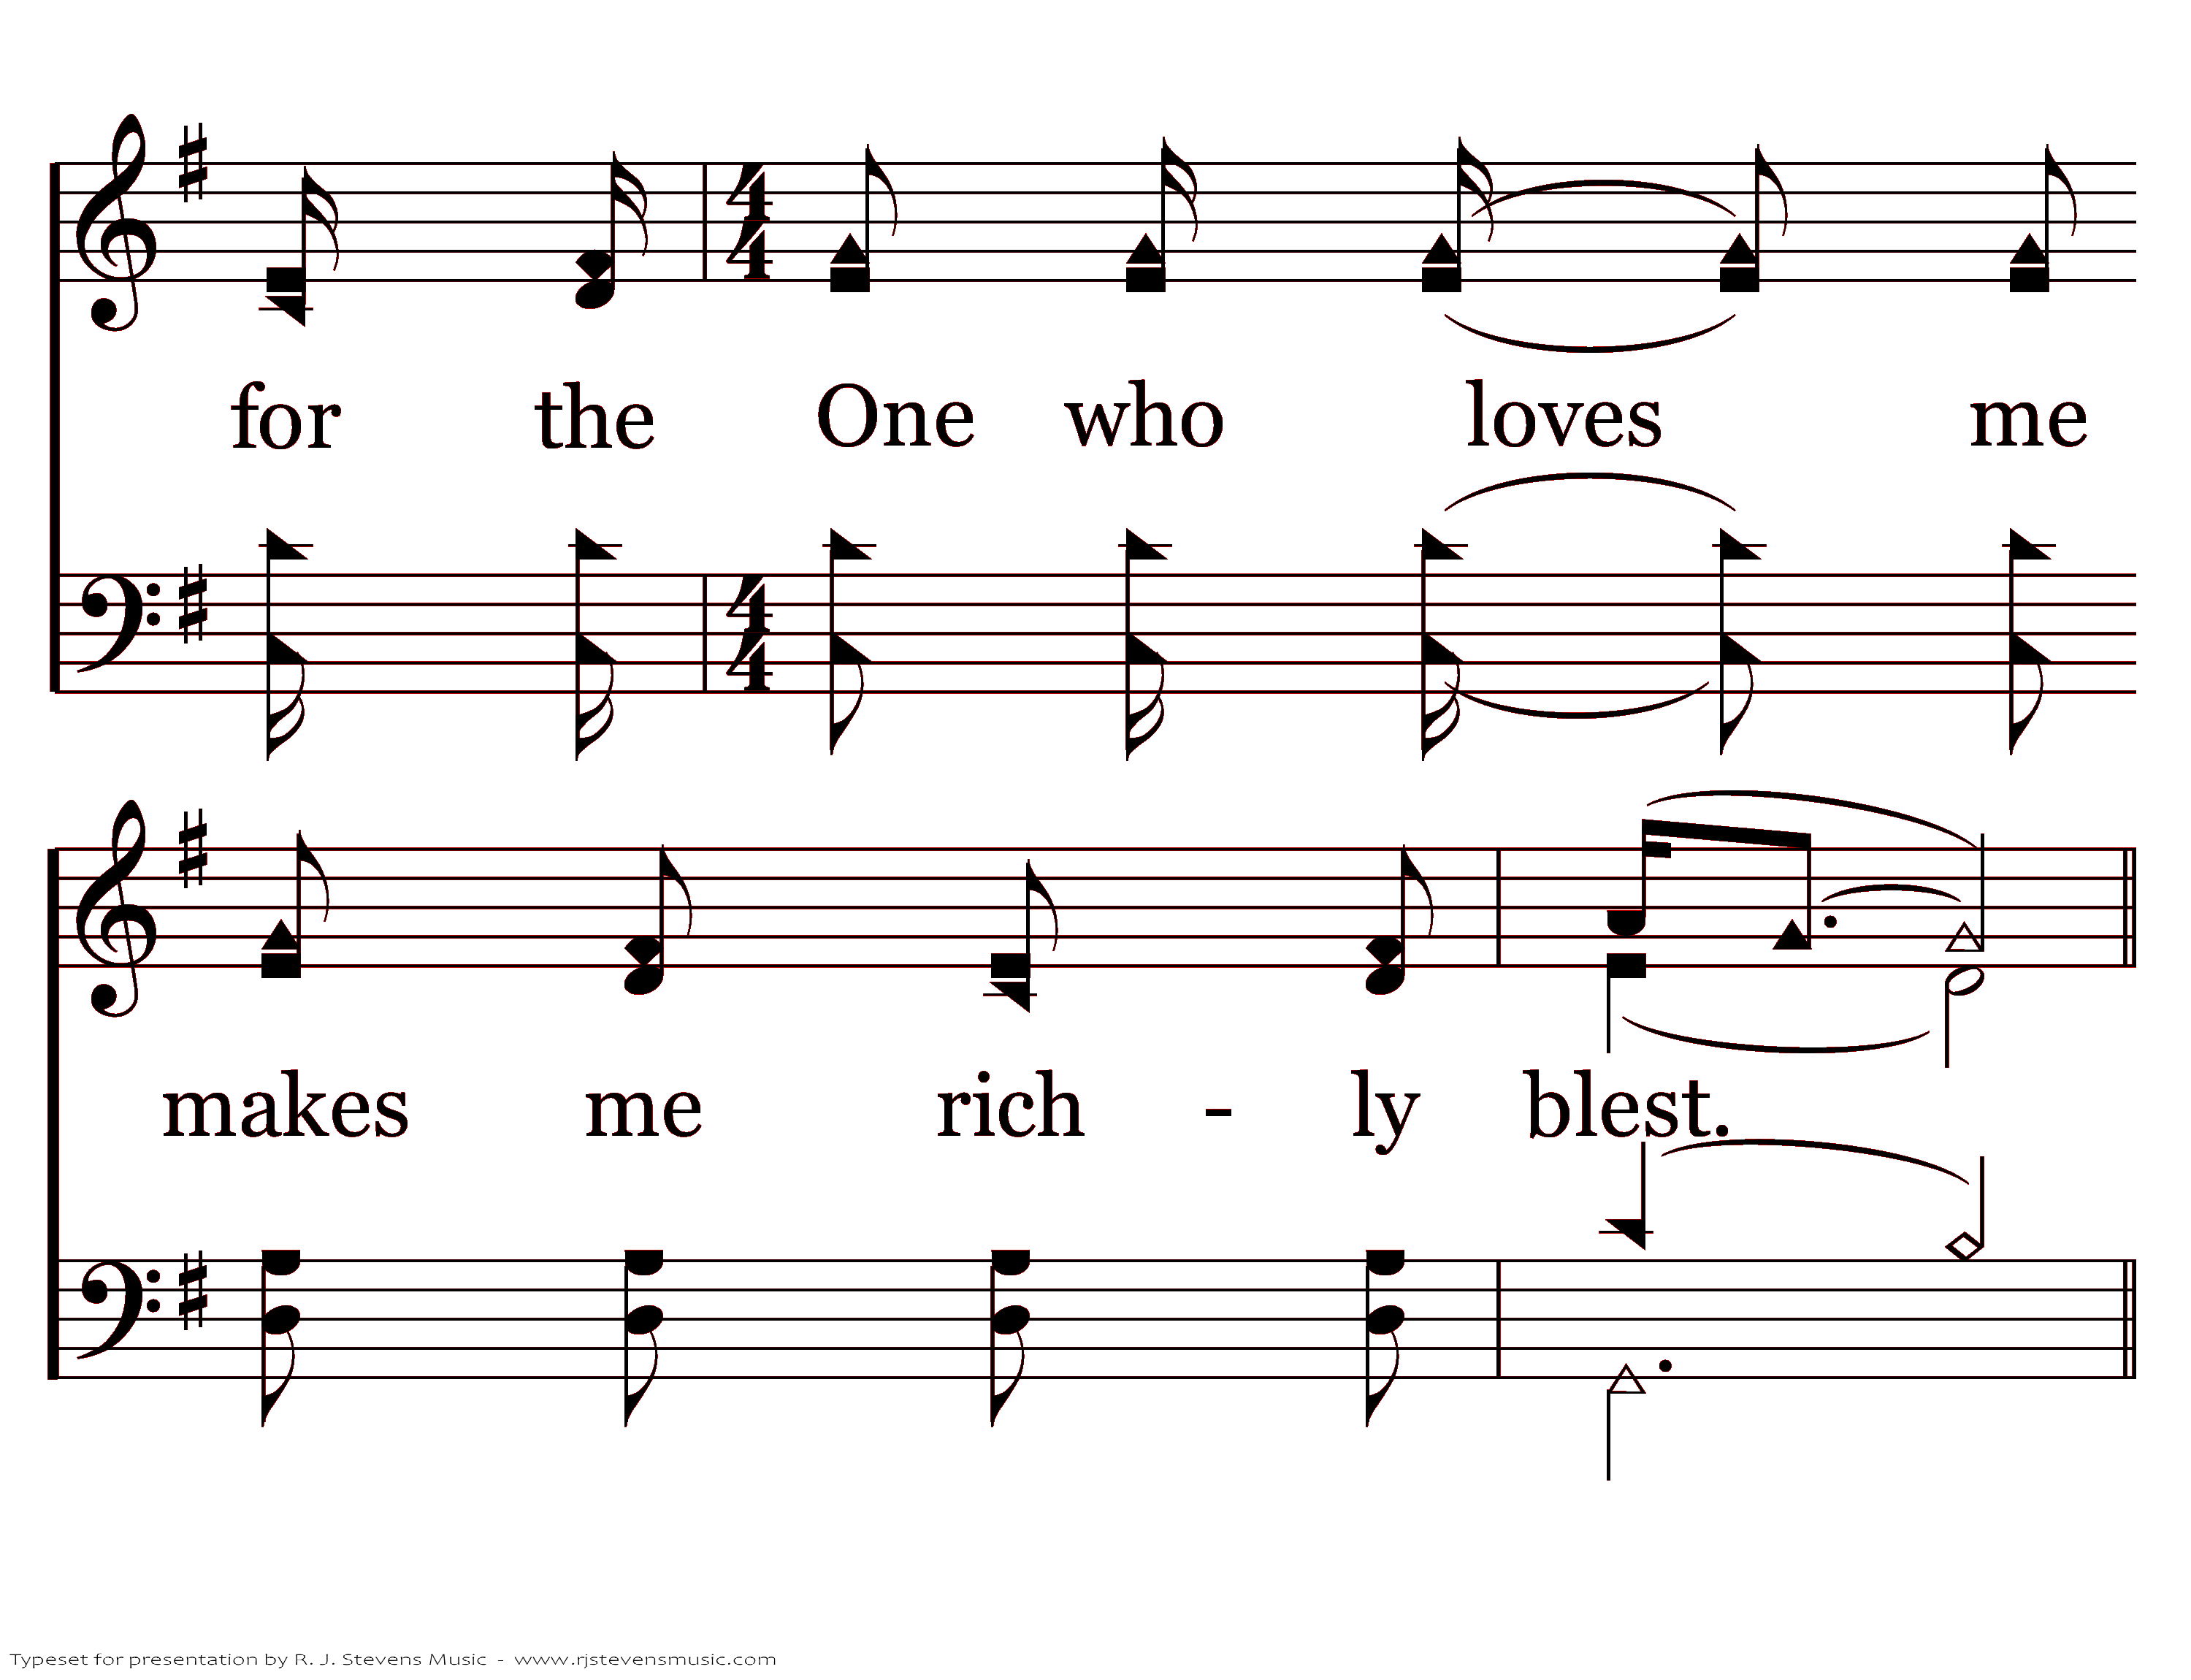 for the One who loves me
makes me rich - ly blest.
Typeset for presentation by R. J. Stevens Music - www.rjstevensmusic.com